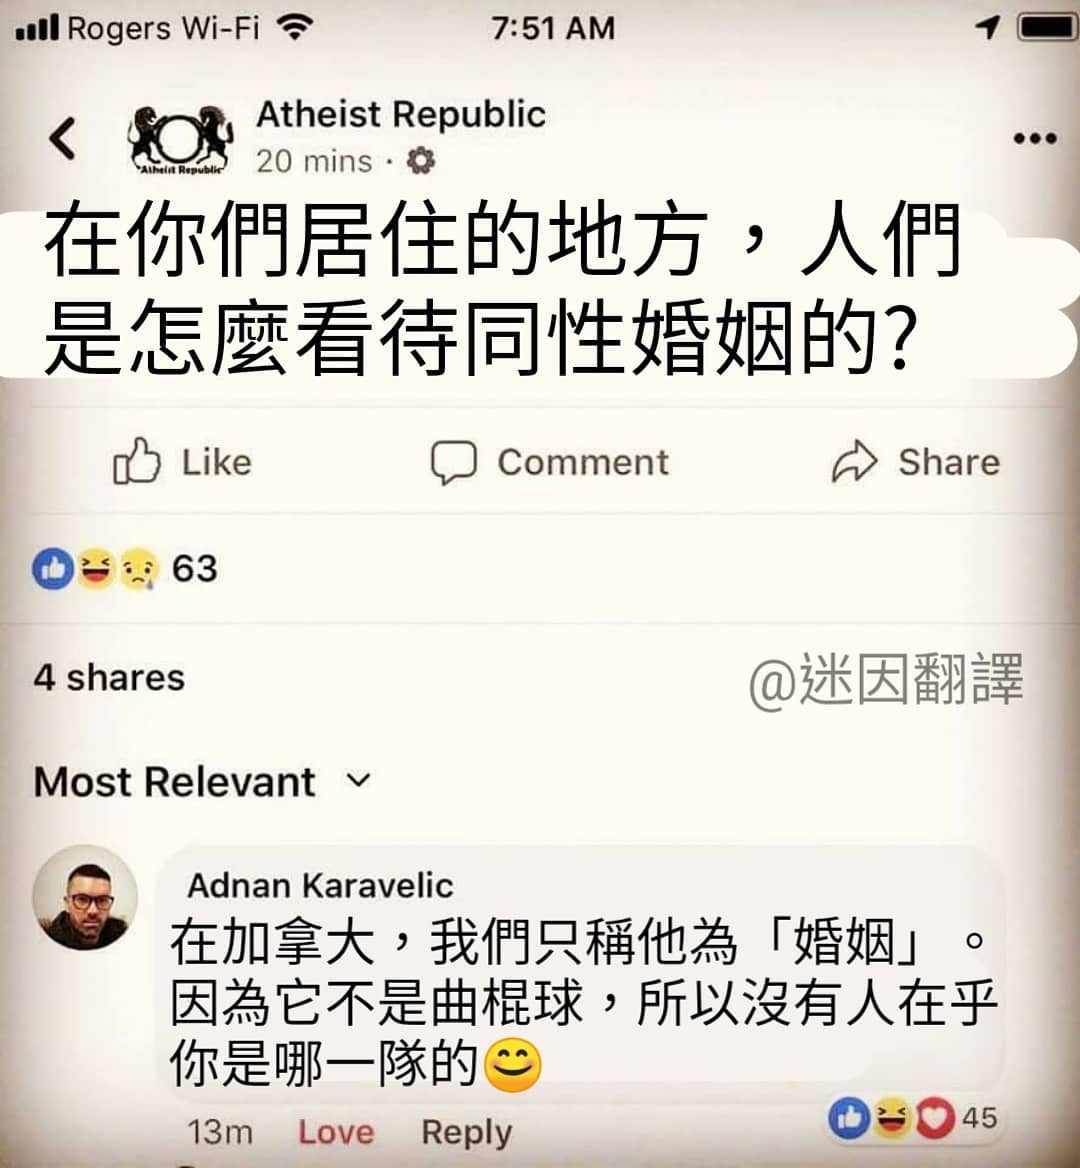 Rogers Wi-Fi 7:51 AM
Atheist Republic
Atheist Republic
20 mins ·
在你們居住的地方，人們
是怎麼看待同性婚姻的?
Like Comment Share
63
4 shares
@迷因翻譯
Most Relevant
Adnan Karavelic
在加拿大，我們只稱他為「婚姻」。
因為它不是曲棍球，所以沒有人在乎
你是哪一隊的😊
13m Love Reply 45